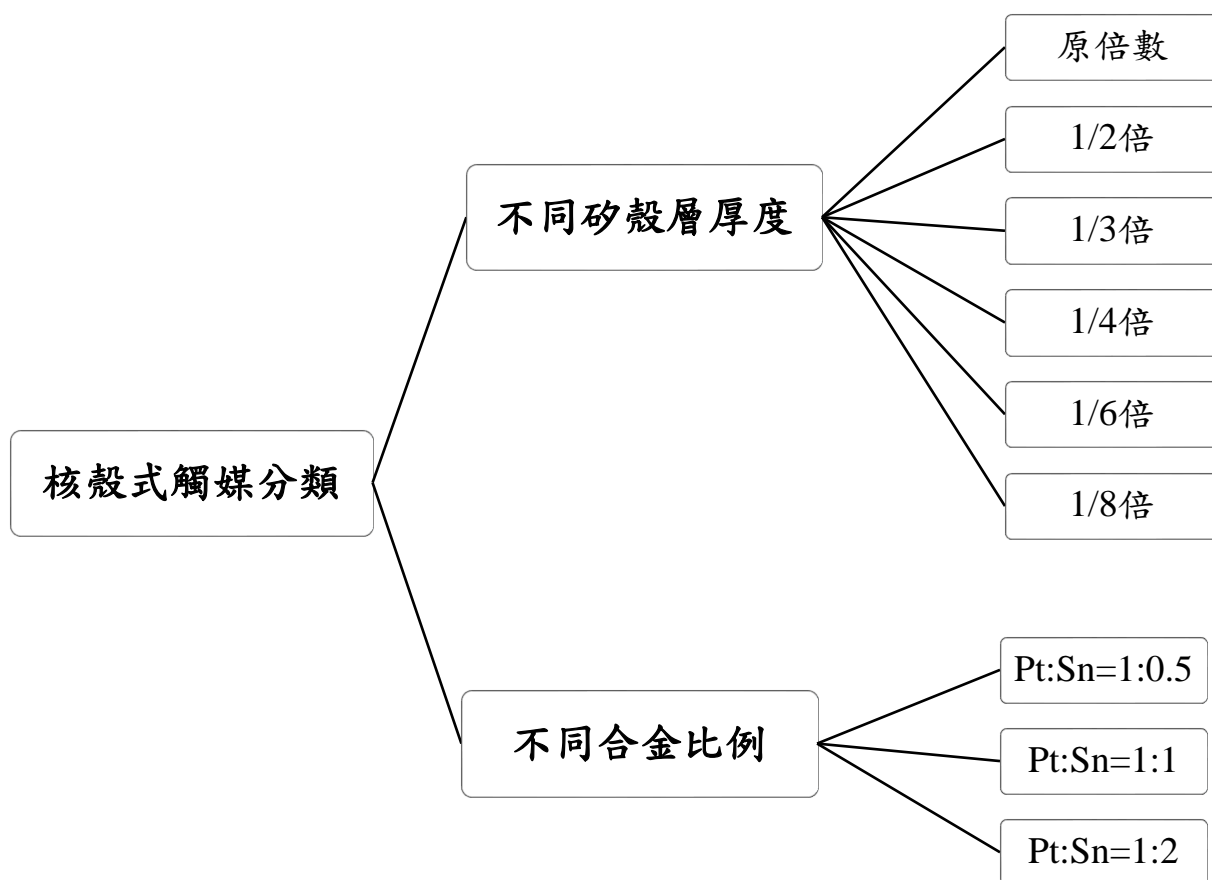 核殼式觸媒分類
不同矽殼層厚度
原倍數
1/2倍
1/3倍
1/4倍
1/6倍
1/8倍
不同合金比例
Pt:Sn=1:0.5
Pt:Sn=1:1
Pt:Sn=1:2